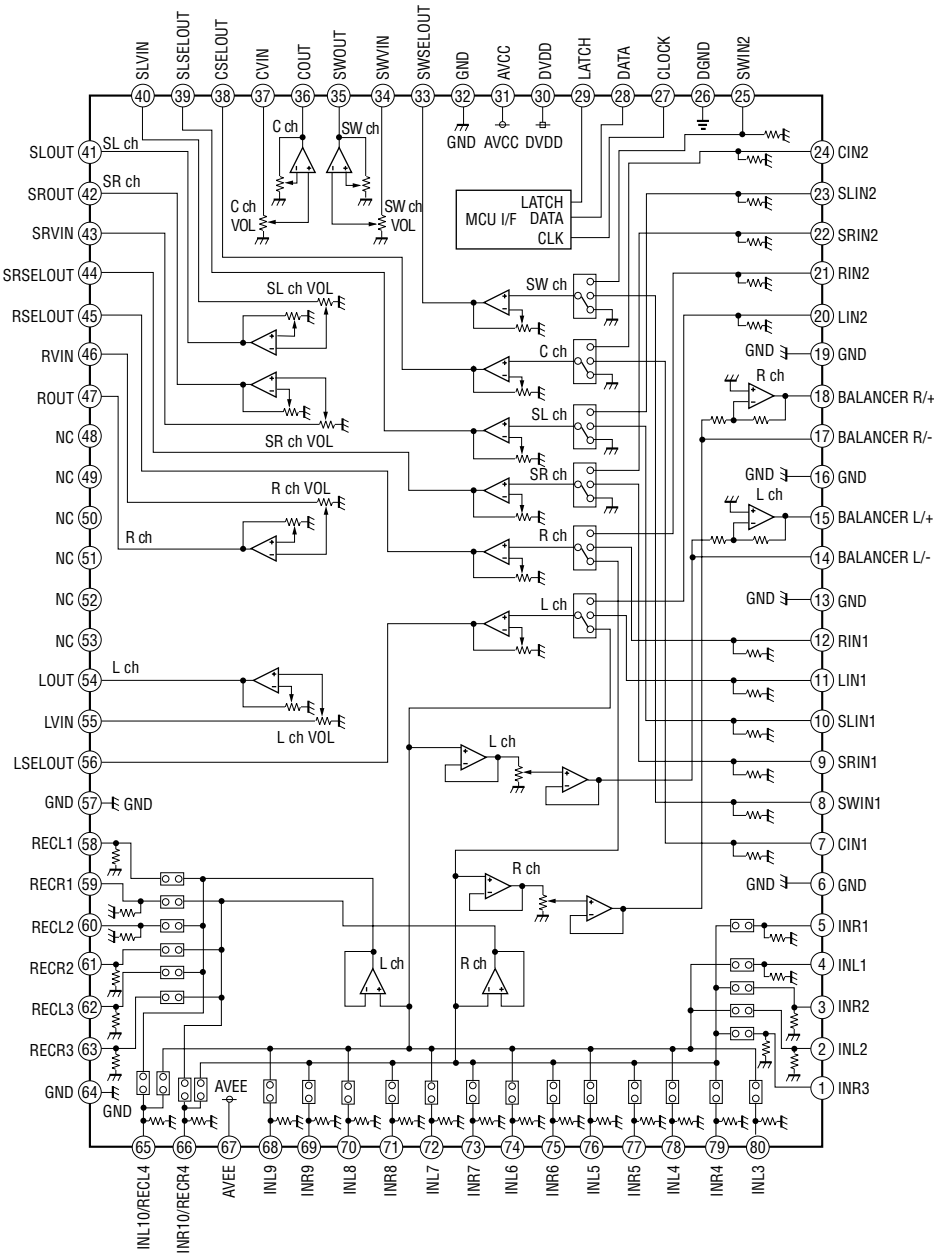 SLVIN
SLSELOUT
CSELOUT
CVIN
COUT
SWOUT
SWVIN
SWSELOUT
GND
AVCC
DVDD
LATCH
DATA
CLOCK
DGND
SWIN2
40
39
38
37
36
35
34
33
32
31
30
29
28
27
26
25
GND AVCC DVDD
C ch
SW ch
C ch
VOL
SW ch
VOL
MCU I/F
LATCH
DATA
CLK
SLOUT 41 SL ch
SROUT 42 SR ch
SRVIN 43
SRSELOUT 44
RSELOUT 45
RVIN 46
ROUT 47
NC 48
NC 49
NC 50
NC 51
NC 52
NC 53
LOUT 54 L ch
LVIN 55
LSELOUT 56
GND 57 GND
RECL1 58
RECR1 59
RECL2 60
RECR2 61
RECL3 62
RECR3 63
GND 64 GND
SL ch VOL
SR ch VOL
R ch VOL
R ch
L ch VOL
SW ch
C ch
SL ch
SR ch
R ch
L ch
L ch
R ch
L ch
R ch
24 CIN2
23 SLIN2
22 SRIN2
21 RIN2
20 LIN2
GND 19 GND
R ch
18 BALANCER R/+
17 BALANCER R/-
GND 16 GND
L ch
15 BALANCER L/+
14 BALANCER L/-
GND 13 GND
12 RIN1
11 LIN1
10 SLIN1
9 SRIN1
8 SWIN1
7 CIN1
GND 6 GND
5 INR1
4 INL1
3 INR2
2 INL2
1 INR3
AVEE
65
66
67
68
69
70
71
72
73
74
75
76
77
78
79
80
INL10/RECL4
INR10/RECR4
AVEE
INL9
INR9
INL8
INR8
INL7
INR7
INL6
INR6
INL5
INR5
INL4
INR4
INL3